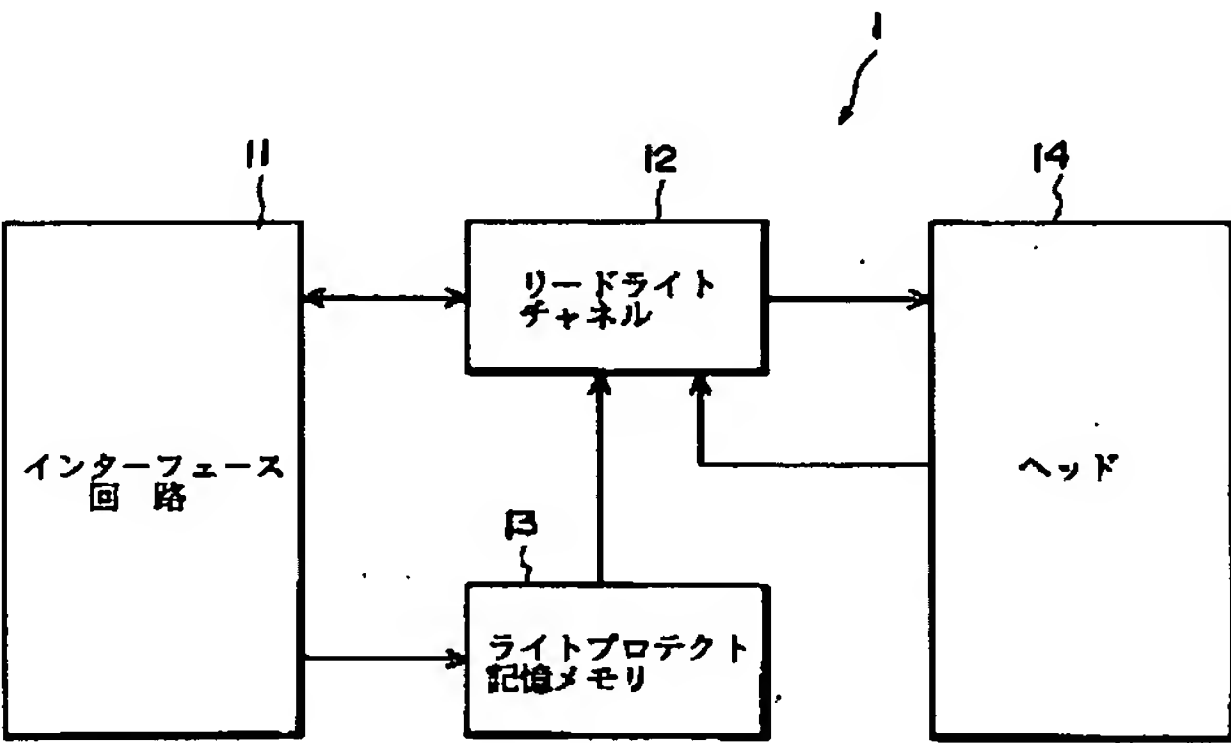 1
11
12
14
リードライト
チャネル
インターフェース
回 路
ヘッド
13
ライトプロテクト
記憶メモリ